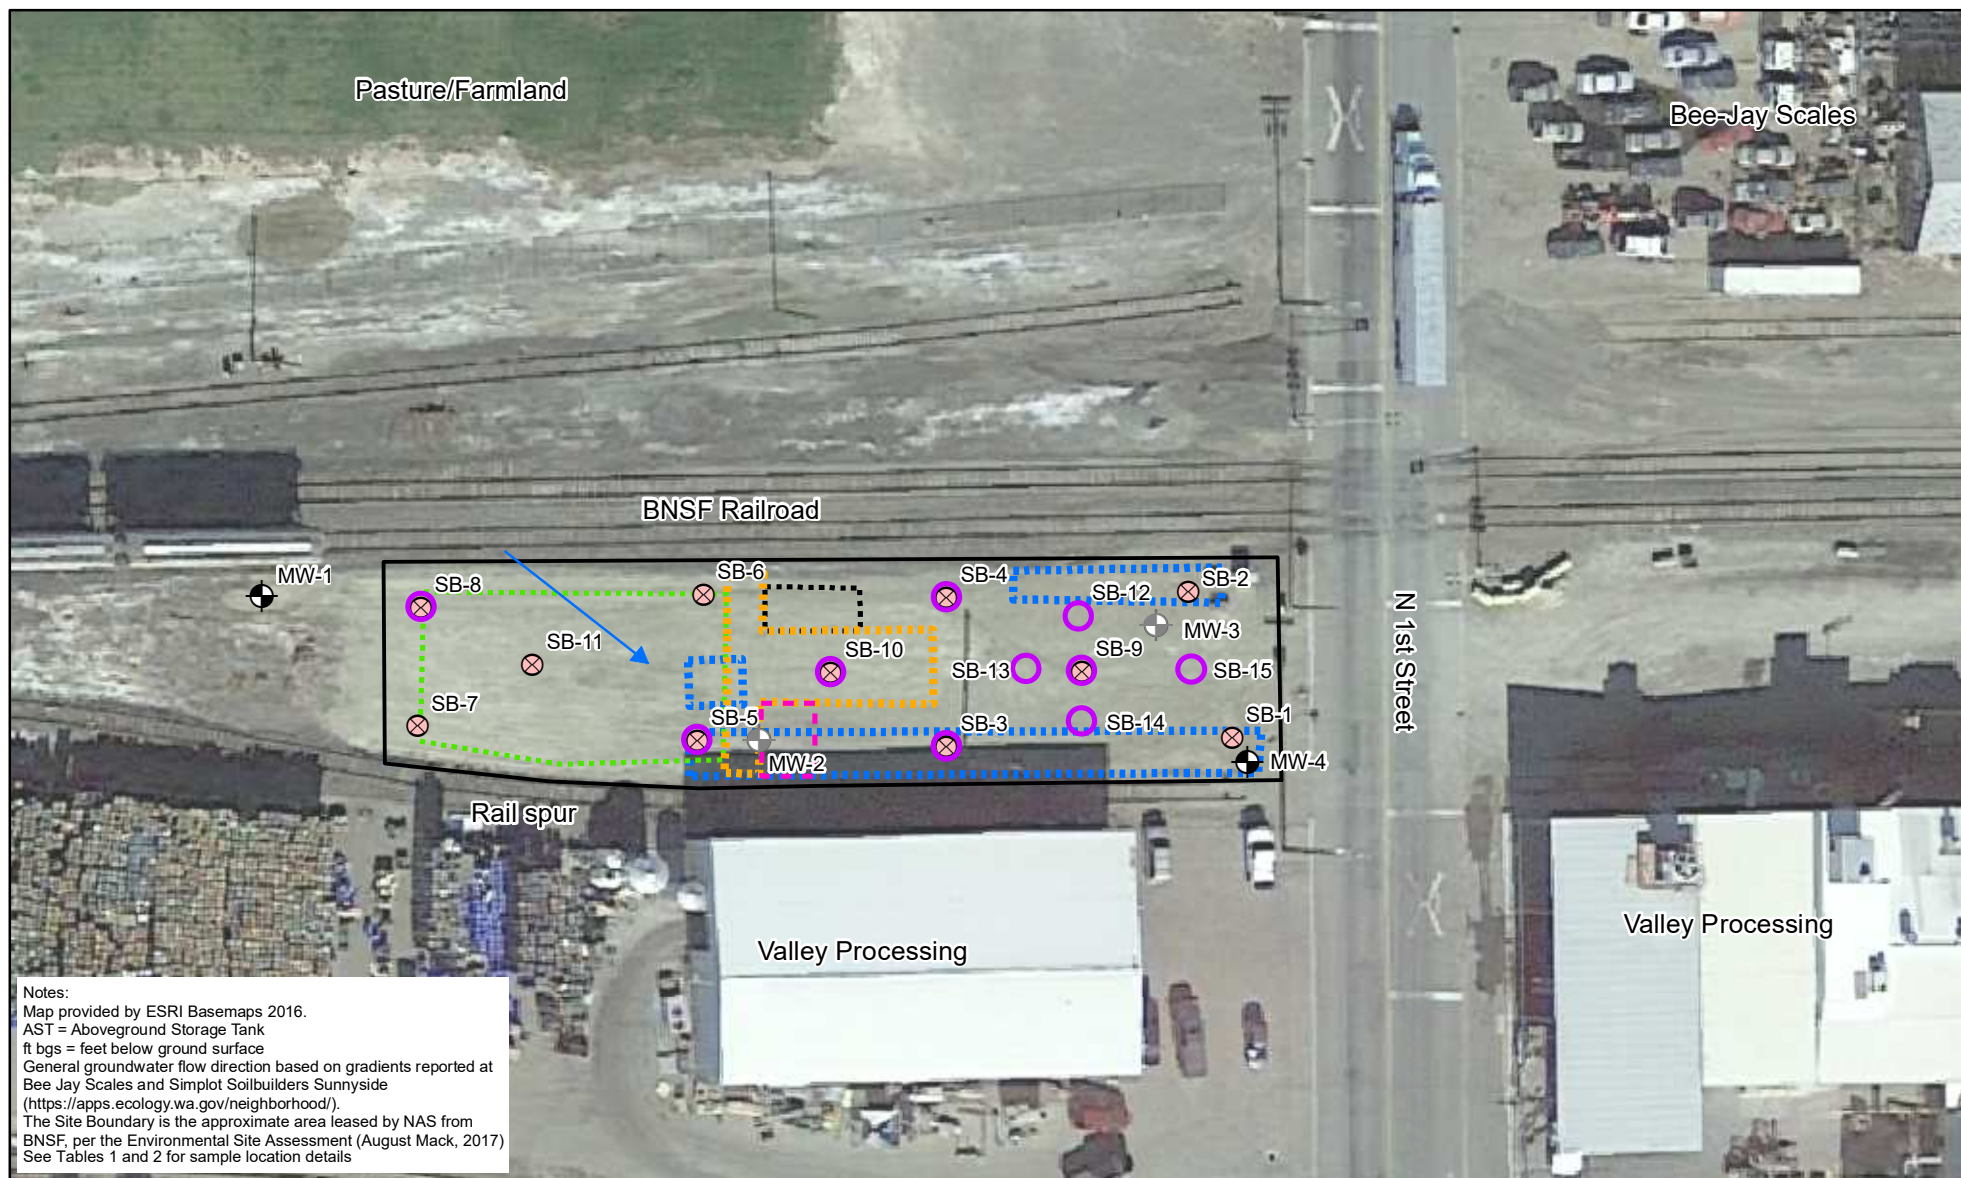 Pasture/Farmland
Bee-Jay Scales
BNSF Railroad
MW-1
SB-8
SB-6
SB-4
SB-2
SB-12
MW-3
SB-11
SB-10
SB-13
SB-9
SB-15
N 1st Street
SB-7
SB-5
SB-3
SB-14
SB-1
MW-2
MW-4
Rail spur
Valley Processing
Valley Processing
Notes:
Map provided by ESRI Basemaps 2016.
AST = Aboveground Storage Tank
ft bgs = feet below ground surface
General groundwater flow direction based on gradients reported at
Bee Jay Scales and Simplot Soilbuilders Sunnyside
(https://apps.ecology.wa.gov/neighborhood/).
The Site Boundary is the approximate area leased by NAS from
BNSF, per the Environmental Site Assessment (August Mack, 2017)
See Tables 1 and 2 for sample location details